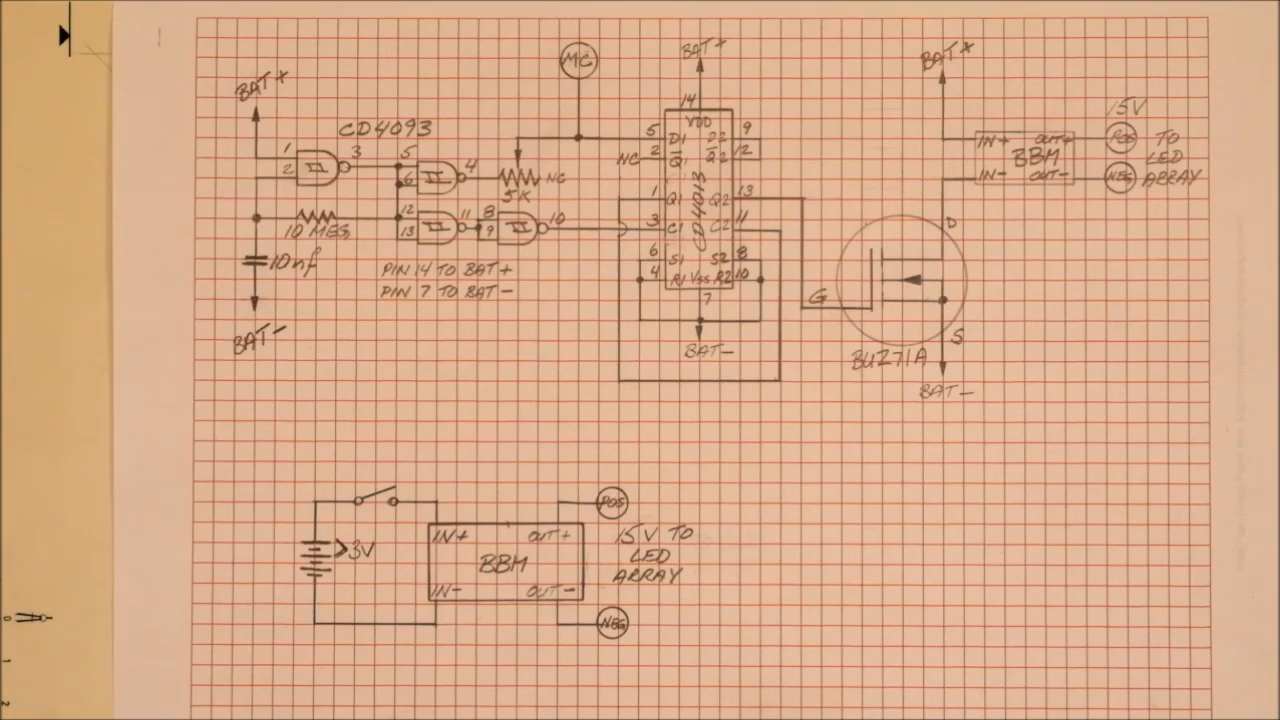 MC
BAT+
BAT+
BAT+
CD4093
1
2
3
5
6
4
NC
5K
10 MEG
12
13
11
8
9
10
10nf
BAT-
PIN 14 TO BAT+
PIN 7 TO BAT-
14
VDD
5
D1
D2
9
NC
2
Q1
Q2
12
1
Q1
Q2
13
3
C1
C2
11
6
S1
S2
8
4
R1
VSS
R2
10
7
CD4013
BAT-
15V
IN+
OUT+
BBM
IN-
OUT-
POS
NEG
TO
LED
ARRAY
D
G
S
BUZ71A
BAT-
>3V
IN+
OUT+
BBM
IN-
OUT-
POS
NEG
15V TO
LED
ARRAY
0
1
2